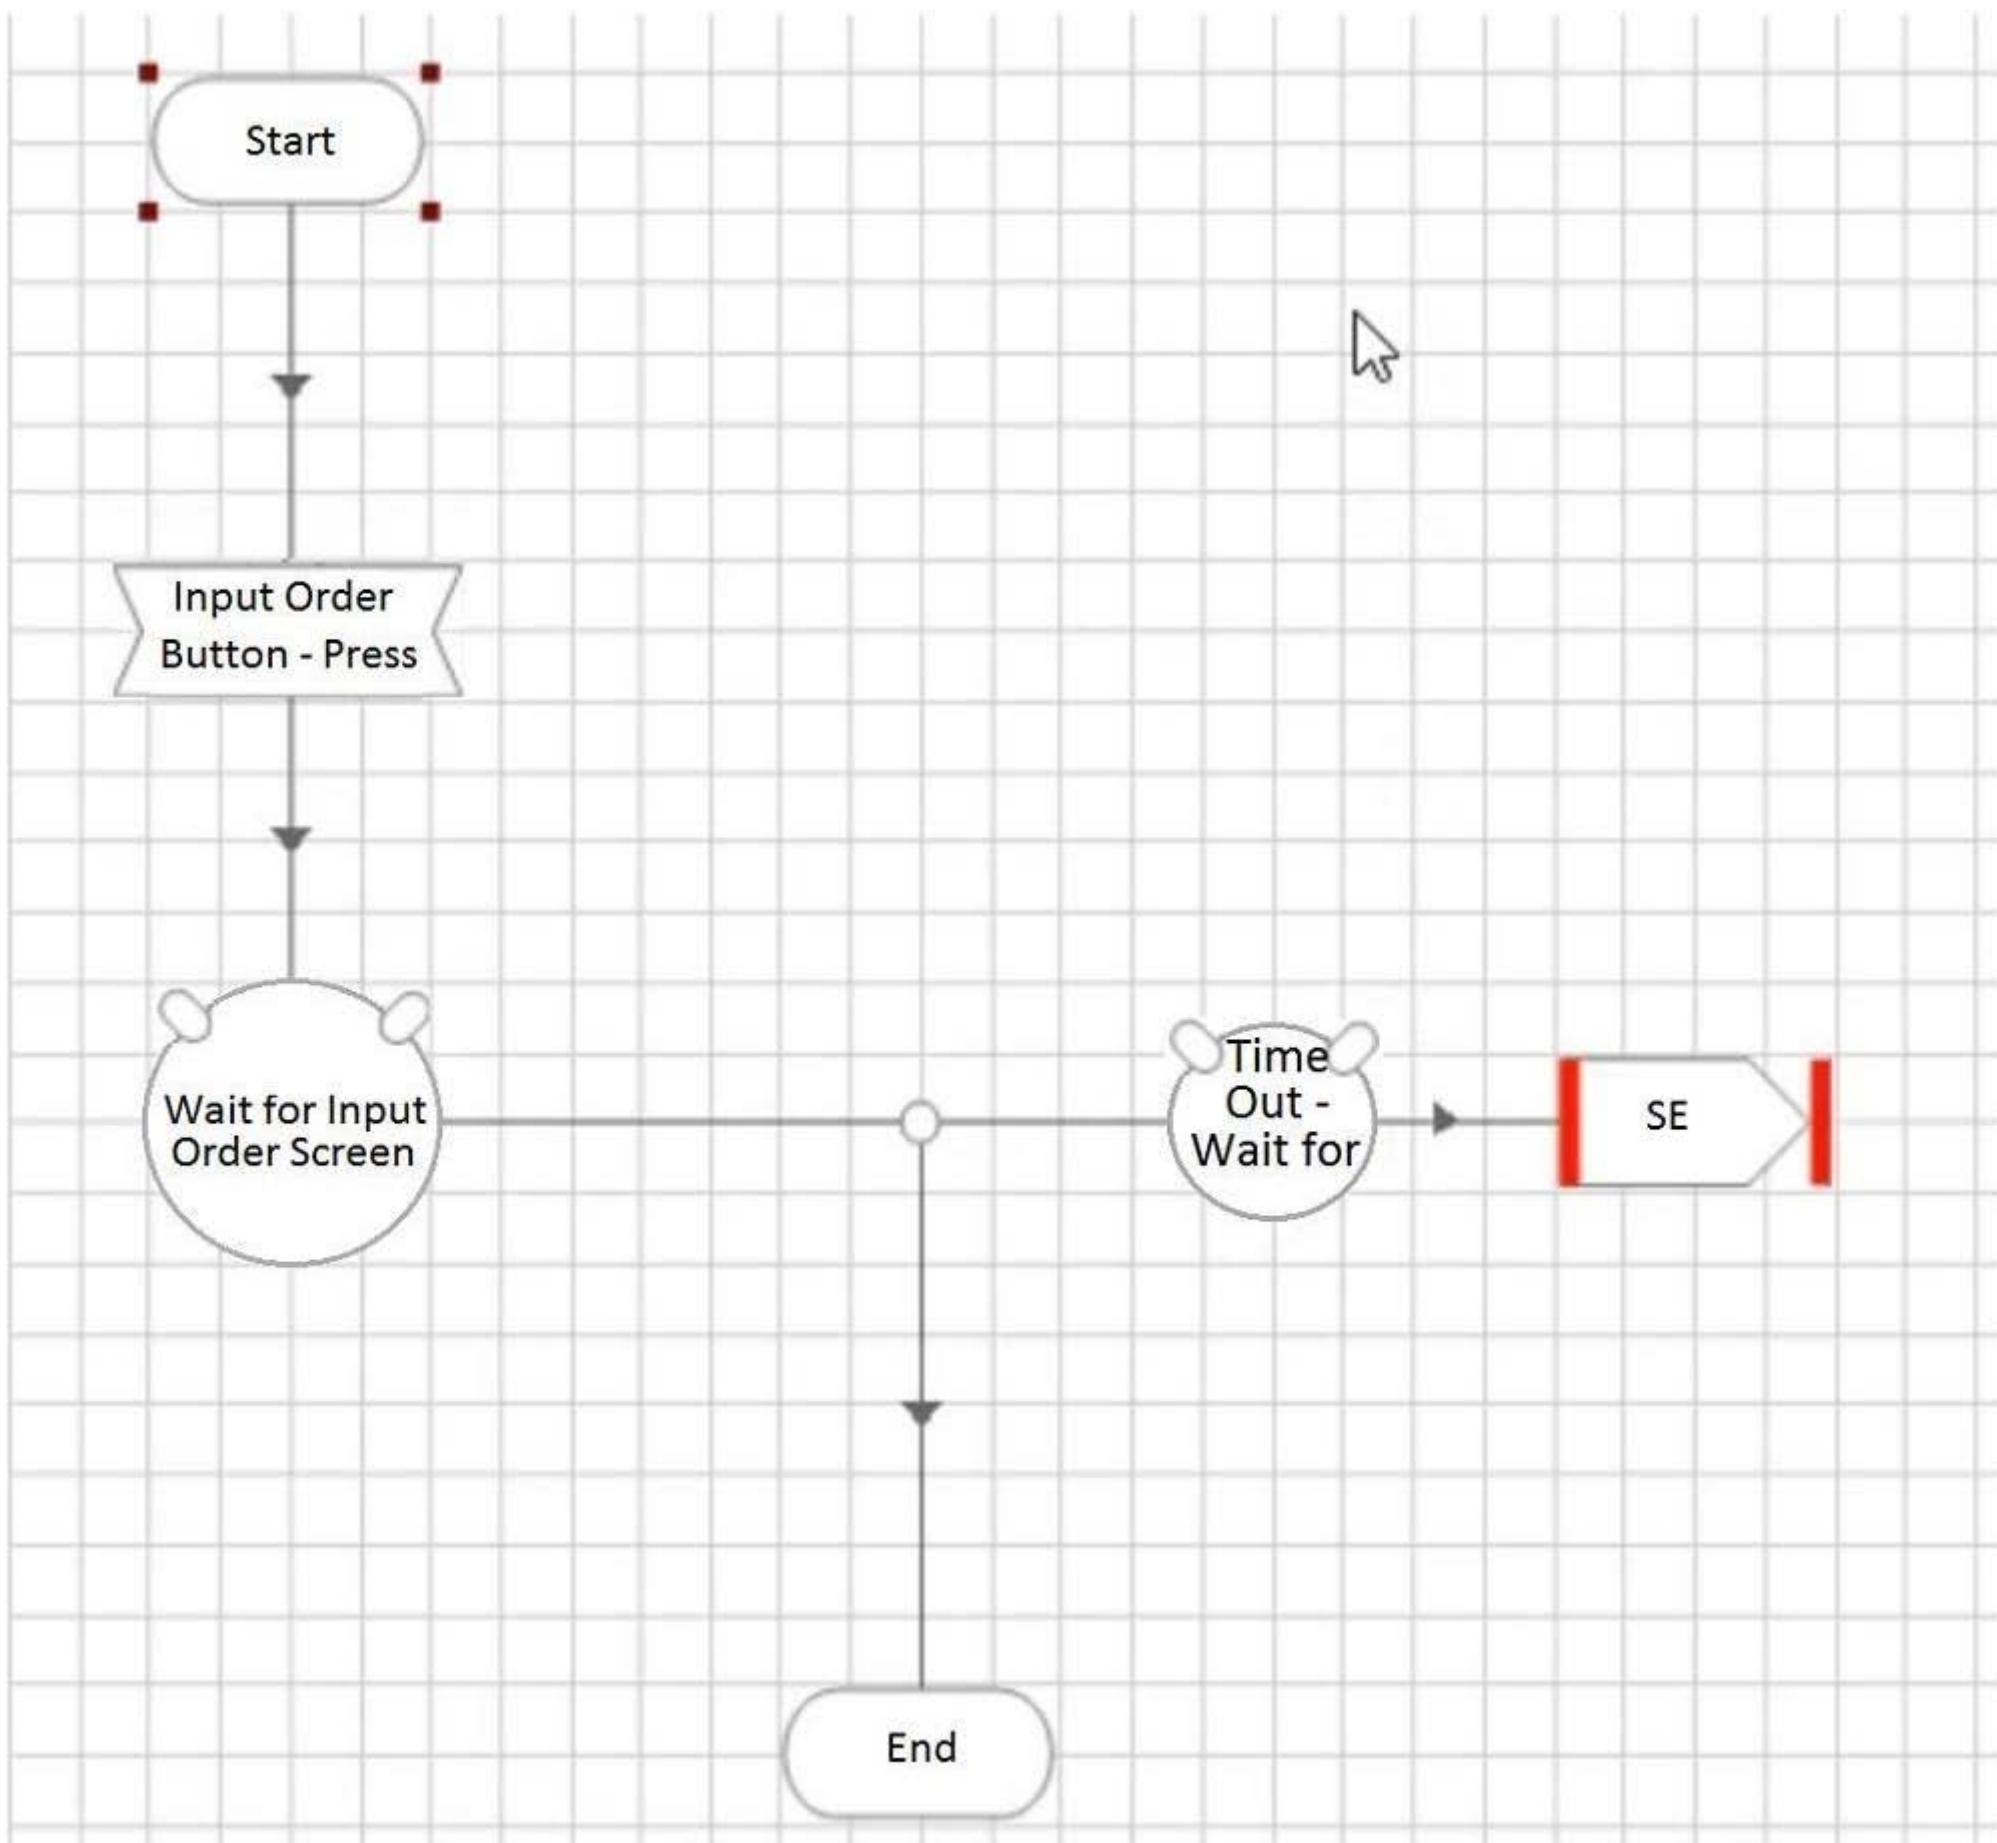 Start
Input Order
Button - Press
Wait for Input
Order Screen
Time
Out -
Wait for
SE
End